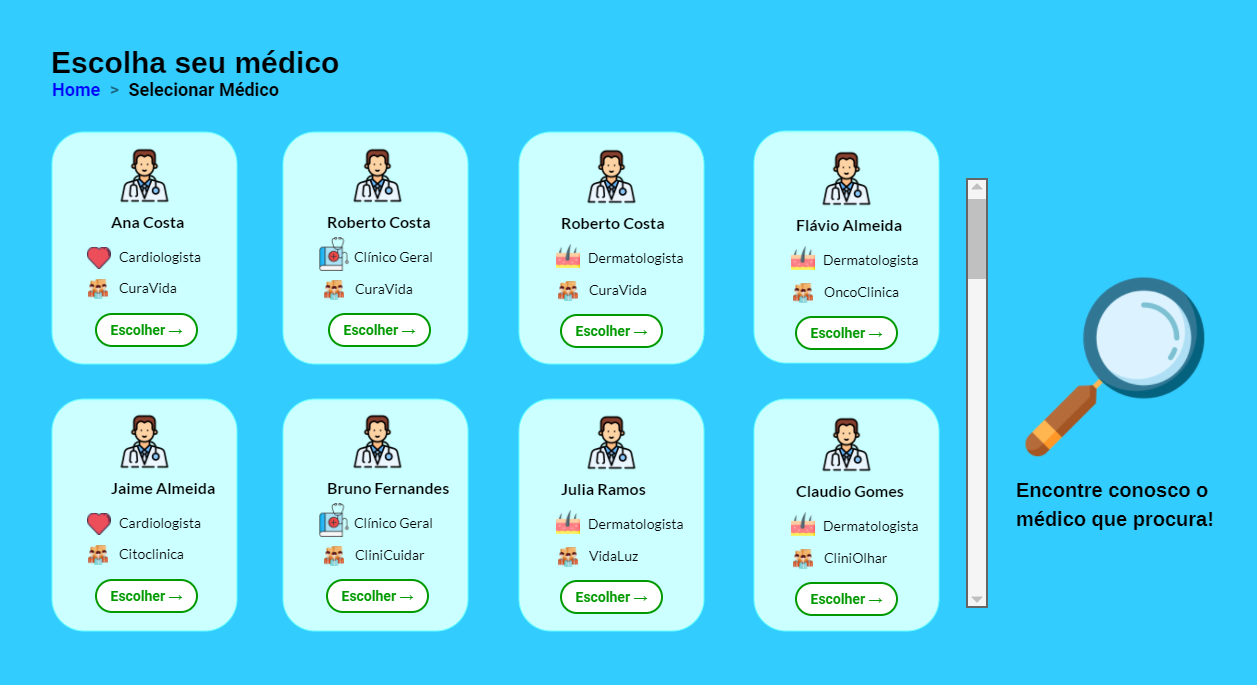 Escolha seu médico
Home > Selecionar Médico
Ana Costa
Cardiologista
CuraVida
Escolher →
Roberto Costa
Clínico Geral
CuraVida
Escolher →
Roberto Costa
Dermatologista
CuraVida
Escolher →
Flávio Almeida
Dermatologista
OncoClinica
Escolher →
Jaime Almeida
Cardiologista
Citoclinica
Escolher →
Bruno Fernandes
Clínico Geral
CliniCuidar
Escolher →
Julia Ramos
Dermatologista
VidaLuz
Escolher →
Claudio Gomes
Dermatologista
CliniOlhar
Escolher →
Encontre conosco o
médico que procura!